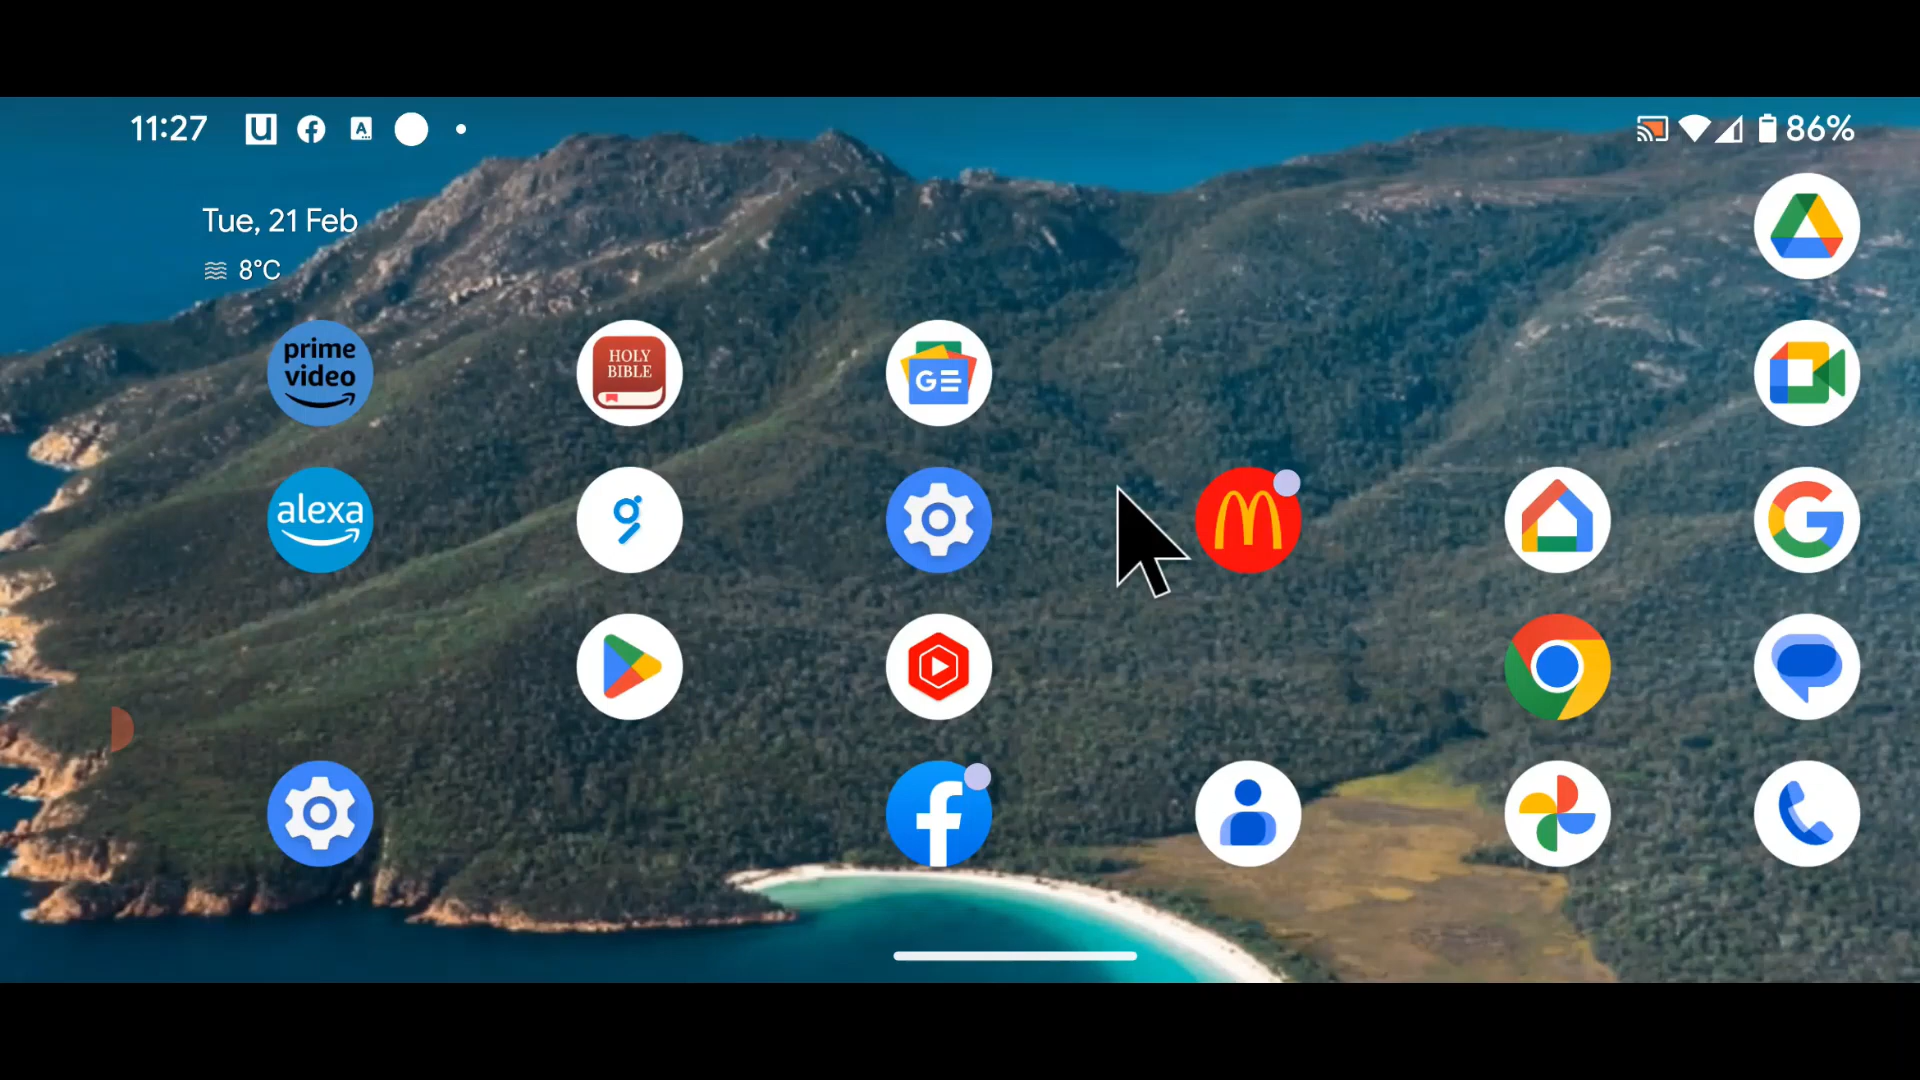 11:27
86%
Tue, 21 Feb
8°C
prime
video
HOLY
BIBLE
G
alexa